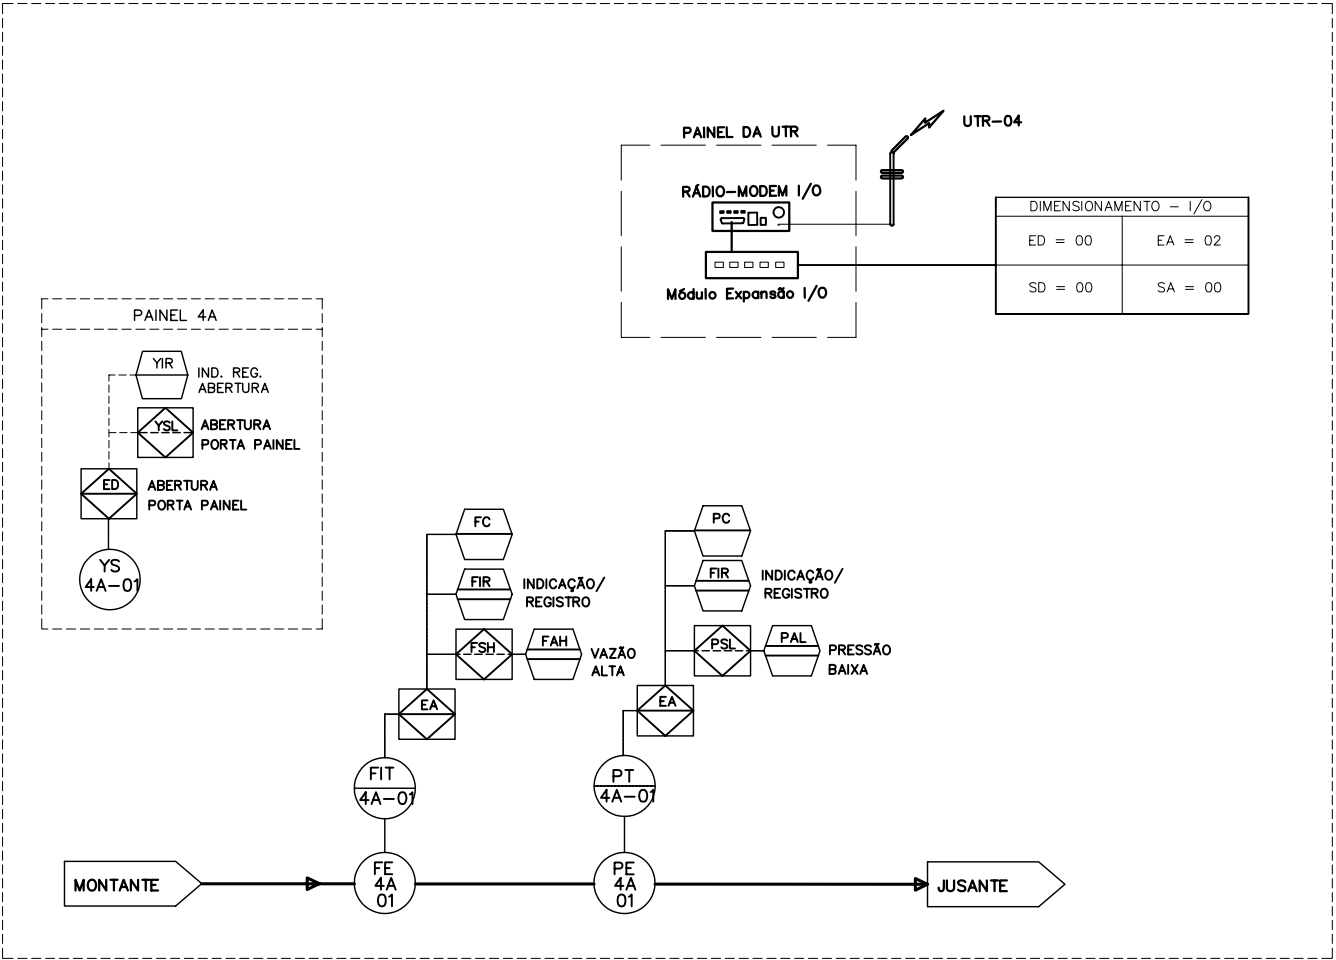 UTR-04
PAINEL DA UTR
RÁDIO-MODEM I/O
Módulo Expansão I/O
DIMENSIONAMENTO - I/O
ED = 00
EA = 02
SD = 00
SA = 00
PAINEL 4A
YIR
IND. REG.
ABERTURA
YSL
ABERTURA
PORTA PAINEL
ED
ABERTURA
PORTA PAINEL
YS
4A-01
FC
FIR
INDICAÇÃO/
REGISTRO
FSH
FAH
VAZÃO
ALTA
EA
FIT
4A-01
FE
4A
01
PC
FIR
INDICAÇÃO/
REGISTRO
PSL
PAL
PRESSÃO
BAIXA
EA
PT
4A-01
PE
4A
01
MONTANTE
JUSANTE